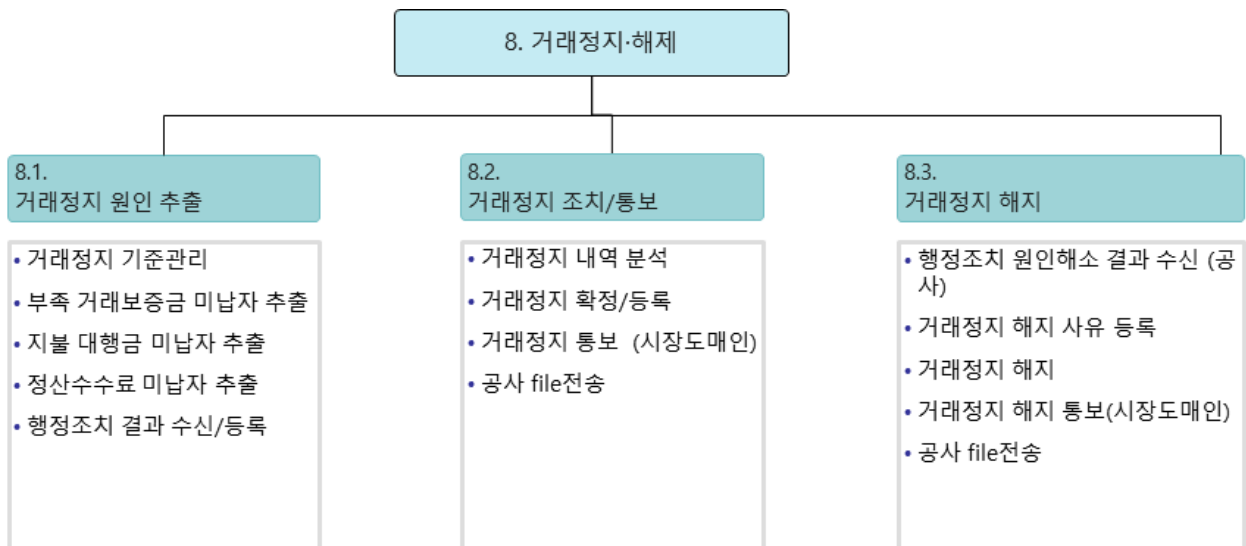 8. 거래정지·해제
8.1.
거래정지 원인 추출
• 거래정지 기준관리
• 부족 거래보증금 미납자 추출
• 지불 대행금 미납자 추출
• 정산수수료 미납자 추출
• 행정조치 결과 수신/등록
8.2.
거래정지 조치/통보
• 거래정지 내역 분석
• 거래정지 확정/등록
• 거래정지 통보 (시장도매인)
• 공사 file전송
8.3.
거래정지 해지
• 행정조치 원인해소 결과 수신 (공
사)
• 거래정지 해지 사유 등록
• 거래정지 해지
• 거래정지 해지 통보(시장도매인)
• 공사 file전송